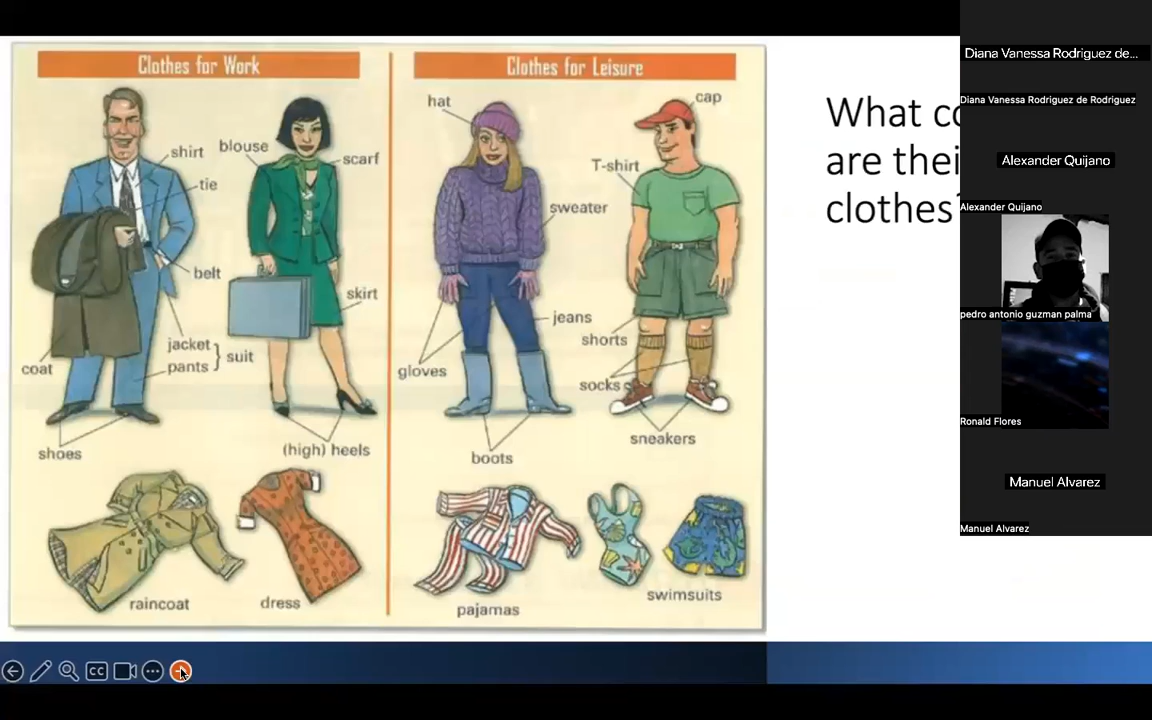 Clothes for Work
shirt
blouse
scarf
tie
belt
skirt
jacket
pants
suit
coat
shoes
(high) heels
raincoat
dress
Clothes for Leisure
hat
cap
T-shirt
sweater
jeans
shorts
gloves
socks
sneakers
boots
pajamas
swimsuits
What
are
clothes
Diana Vanessa Rodriguez de...
Diana Vanessa Rodriguez de Rodriguez
Alexander Quijano
Alexander Quijano
pedro antonio guzman palma
Ronald Flores
Manuel Alvarez
Manuel Alvarez
CC